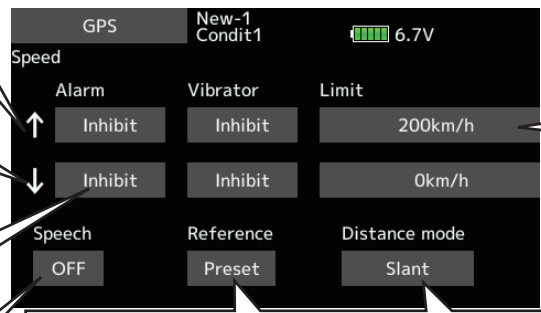 GPS New-1
Condit1 6.7V
Speed
Alarm Vibrator Limit
↑ Inhibit Inhibit 200km/h
↓ Inhibit Inhibit 0km/h
Speech Reference Distance mode
OFF Preset Slant